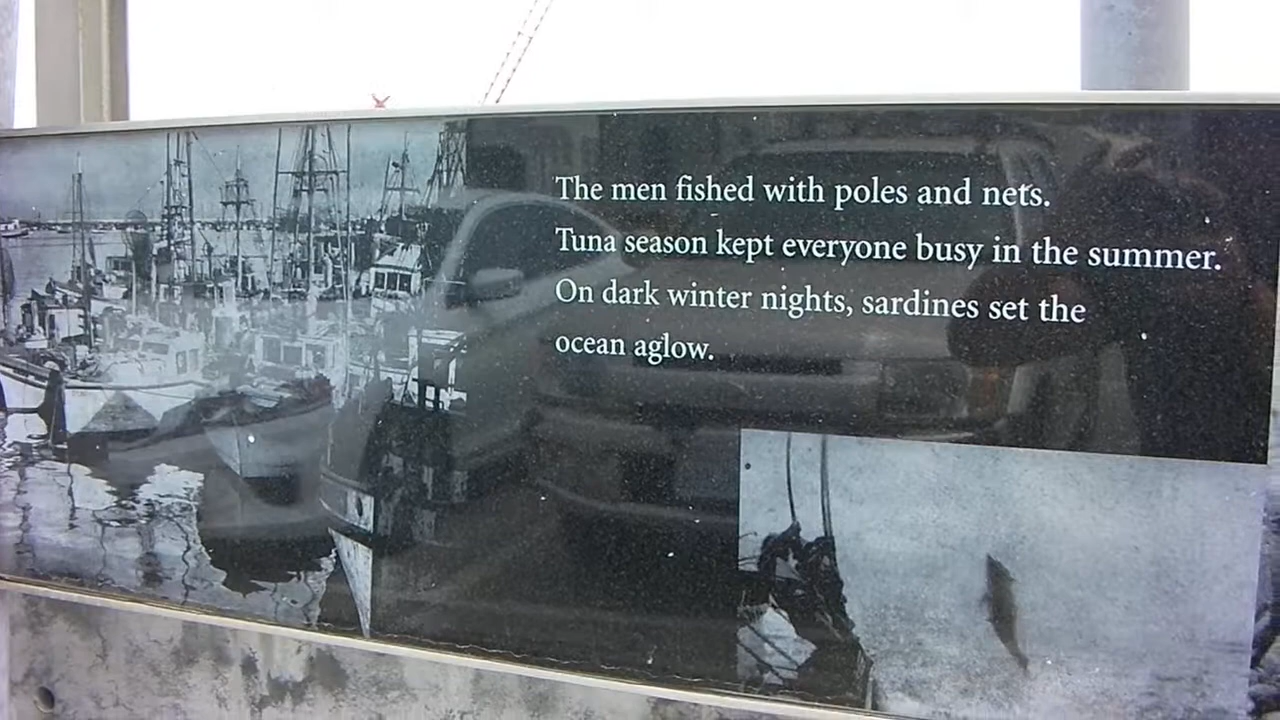 The men fished with poles and nets.
Tuna season kept everyone busy in the summer.
On dark winter nights, sardines set the
ocean aglow.